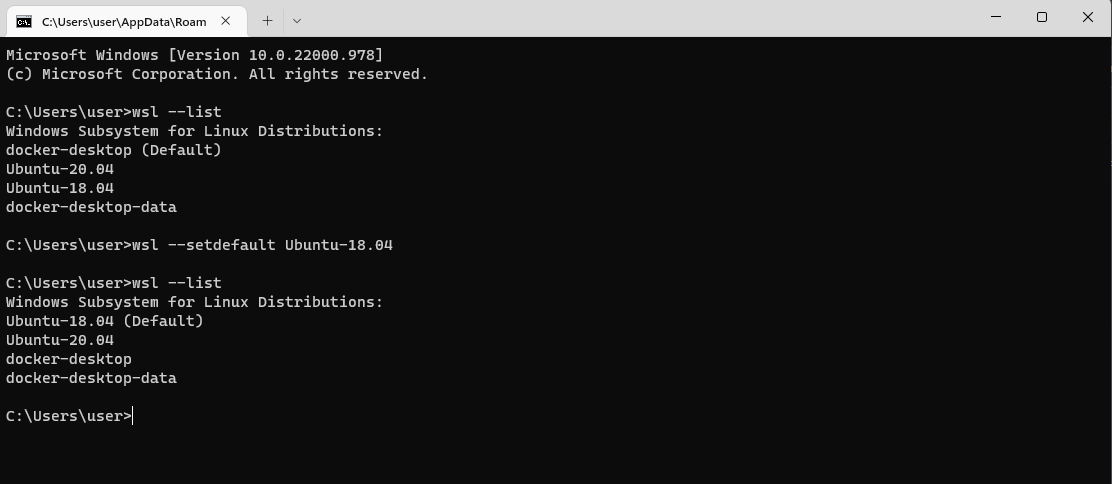 C:\Users\user\AppData\Roam
Microsoft Windows [Version 10.0.22000.978]
(c) Microsoft Corporation. All rights reserved.
C:\Users\user>wsl --list
Windows Subsystem for Linux Distributions:
docker-desktop (Default)
Ubuntu-20.04
Ubuntu-18.04
docker-desktop-data
C:\Users\user>wsl --setdefault Ubuntu-18.04
C:\Users\user>wsl --list
Windows Subsystem for Linux Distributions:
Ubuntu-18.04 (Default)
Ubuntu-20.04
docker-desktop
docker-desktop-data
C:\Users\user>